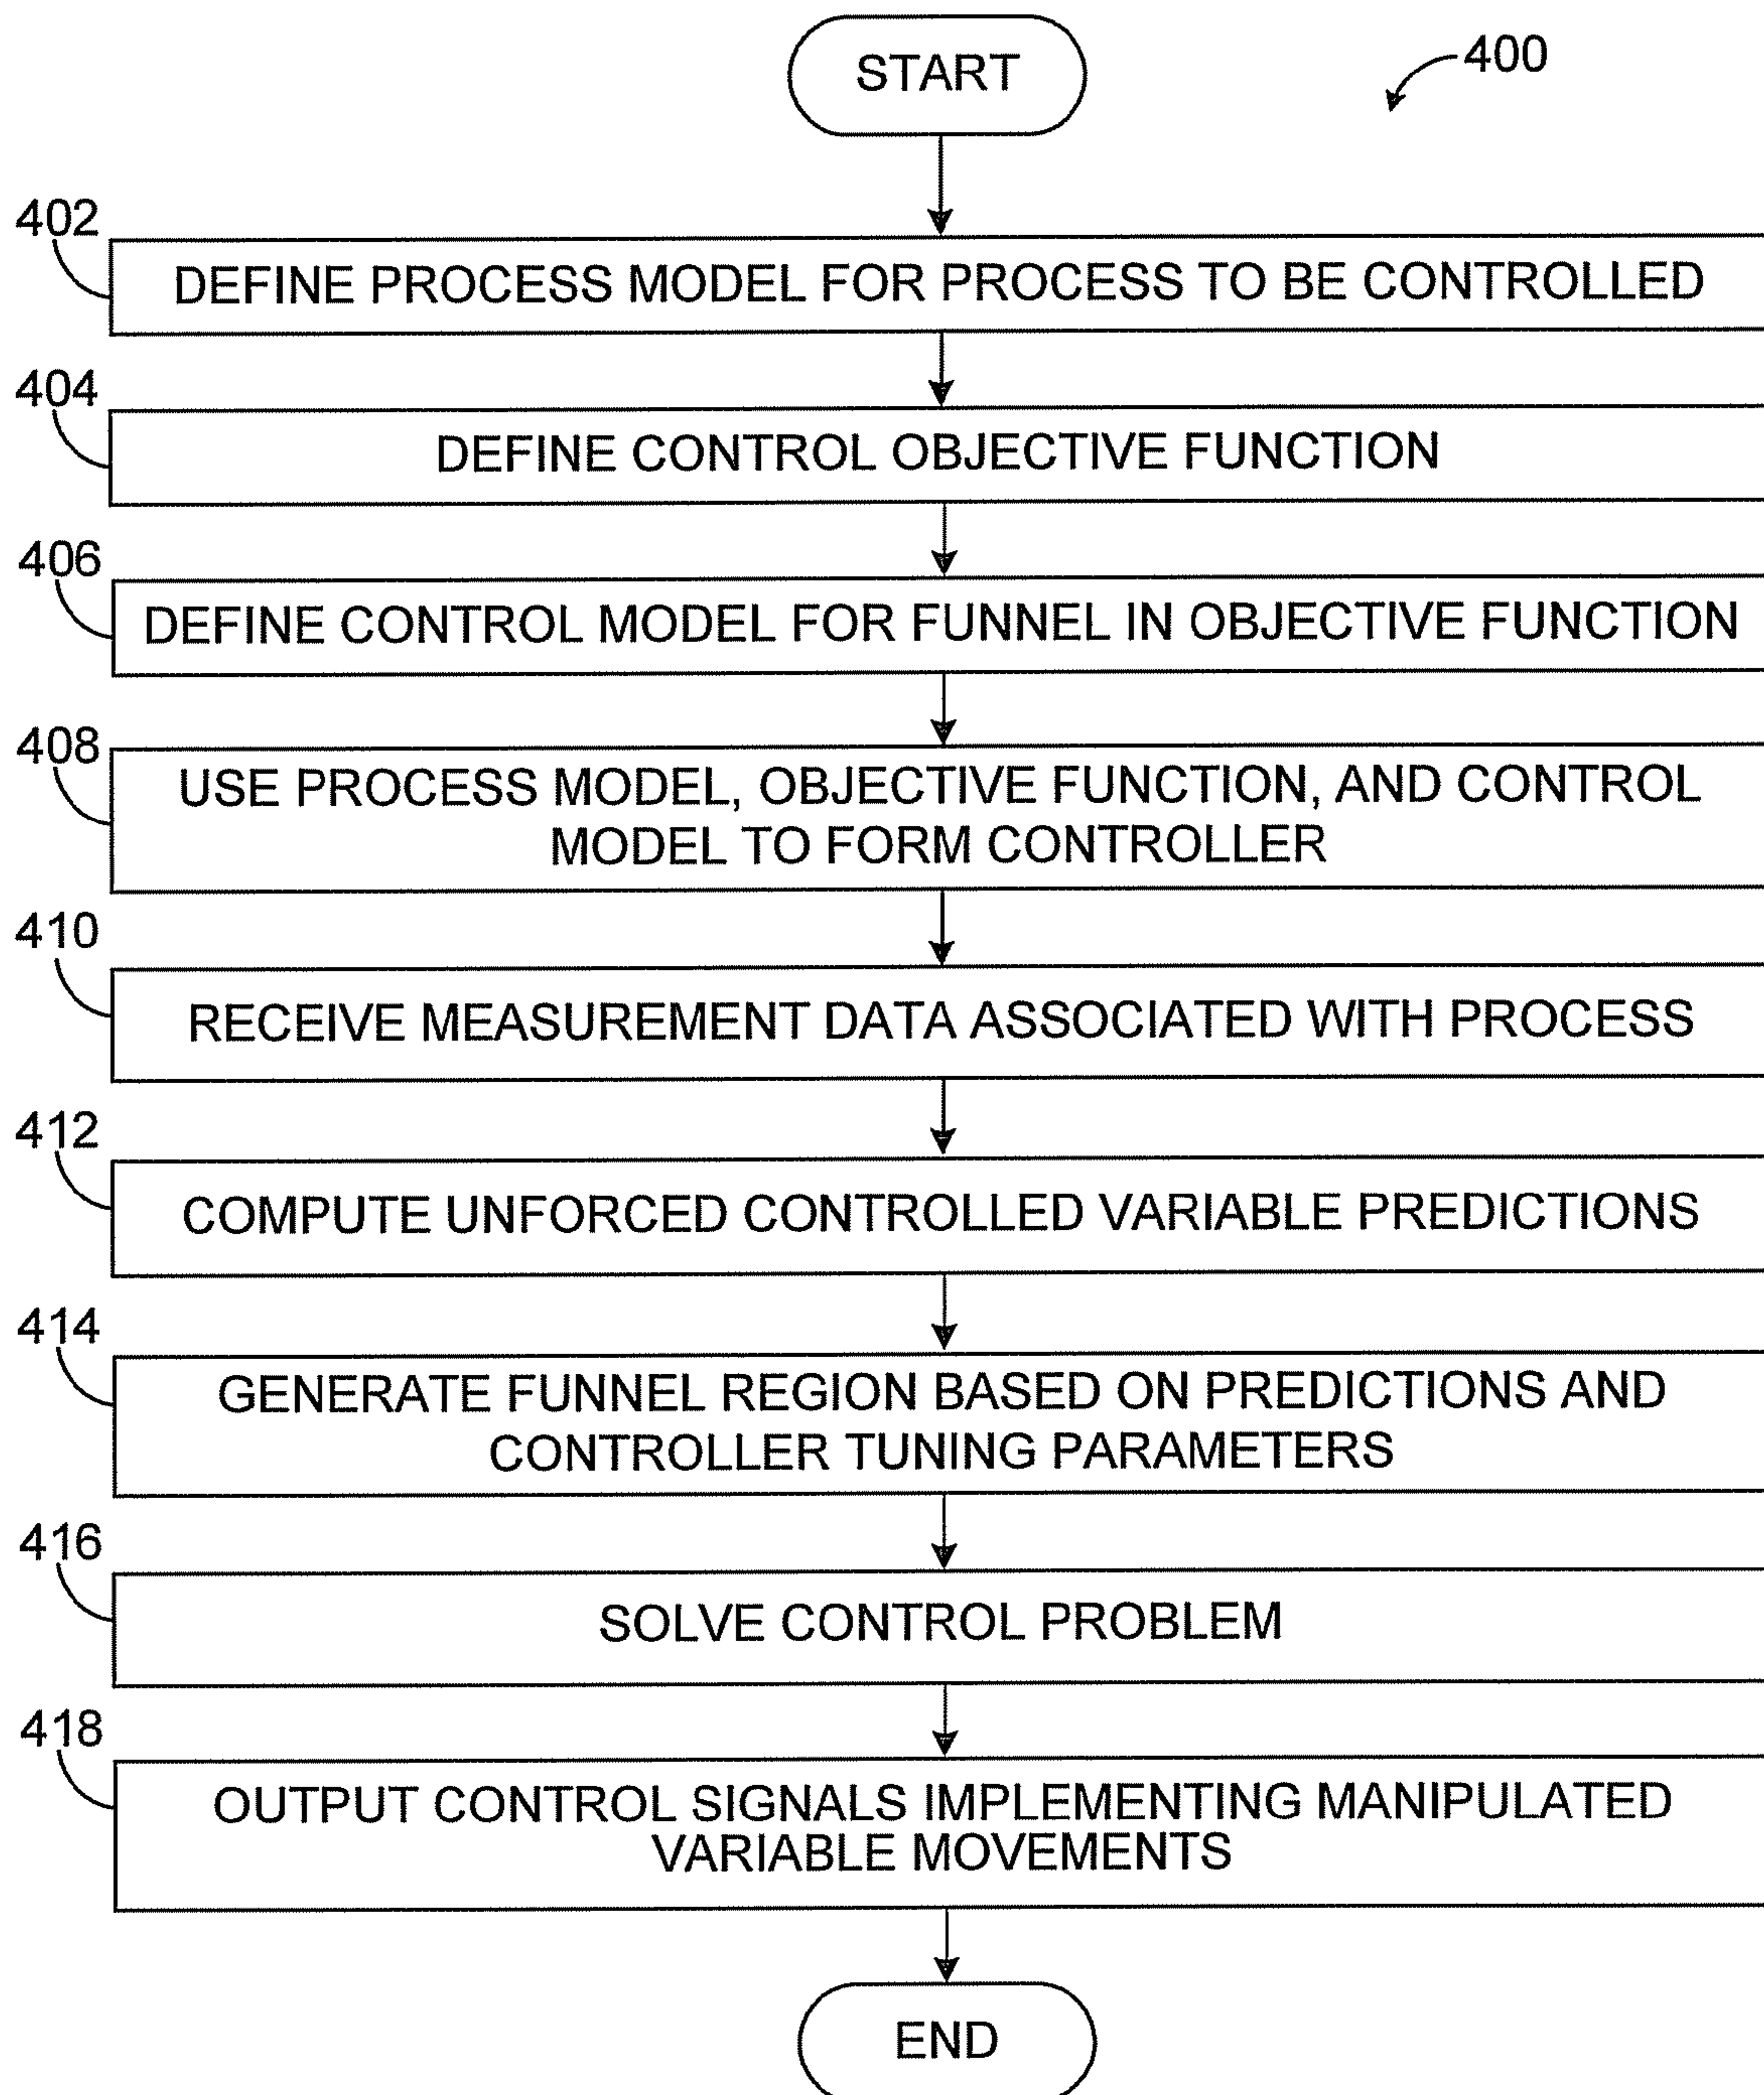 START
400
402
DEFINE PROCESS MODEL FOR PROCESS TO BE CONTROLLED
404
DEFINE CONTROL OBJECTIVE FUNCTION
406
DEFINE CONTROL MODEL FOR FUNNEL IN OBJECTIVE FUNCTION
408
USE PROCESS MODEL, OBJECTIVE FUNCTION, AND CONTROL
MODEL TO FORM CONTROLLER
410
RECEIVE MEASUREMENT DATA ASSOCIATED WITH PROCESS
412
COMPUTE UNFORCED CONTROLLED VARIABLE PREDICTIONS
414
GENERATE FUNNEL REGION BASED ON PREDICTIONS AND
CONTROLLER TUNING PARAMETERS
416
SOLVE CONTROL PROBLEM
418
OUTPUT CONTROL SIGNALS IMPLEMENTING MANIPULATED
VARIABLE MOVEMENTS
END